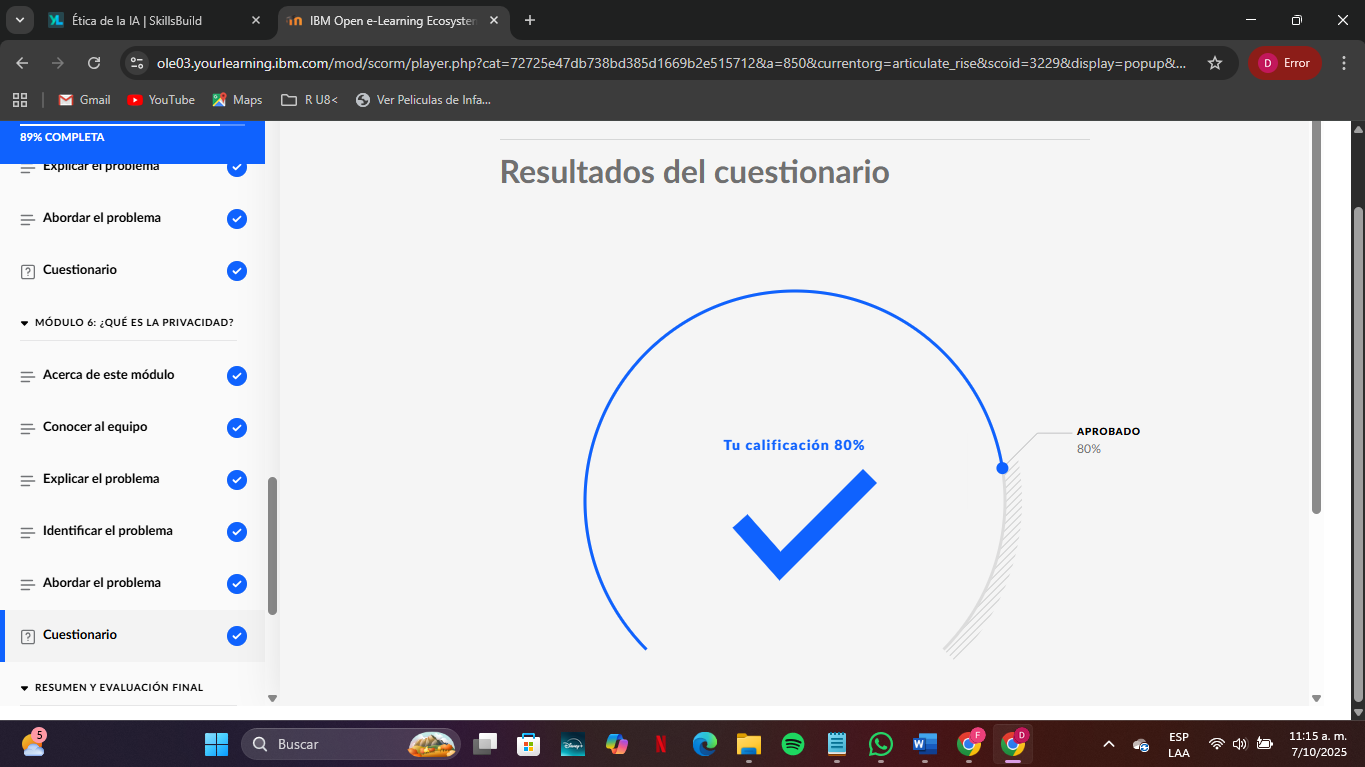 Ética de la IA | SkillsBuild
IBM Open e-Learning Ecosystem
ole03.yourlearning.ibm.com/mod/scorm/player.php?cat=72725e47db738bd385d1669b2e515712&a=850&currentorg=articulate_rise&scoid=3229&display=popup&...
D
Error
Gmail
YouTube
Maps
R U8<
Ver Peliculas de Infa...
89% COMPLETA
Explicar el problema
Abordar el problema
Cuestionario
MÓDULO 6: ¿QUÉ ES LA PRIVACIDAD?
Acerca de este módulo
Conocer al equipo
Explicar el problema
Identificar el problema
Abordar el problema
Cuestionario
RESUMEN Y EVALUACIÓN FINAL
Resultados del cuestionario
Tu calificación 80%
APROBADO
80%
5
Buscar
Disney+
N
W
F
D
ESP
LAA
11:15 a. m.
7/10/2025